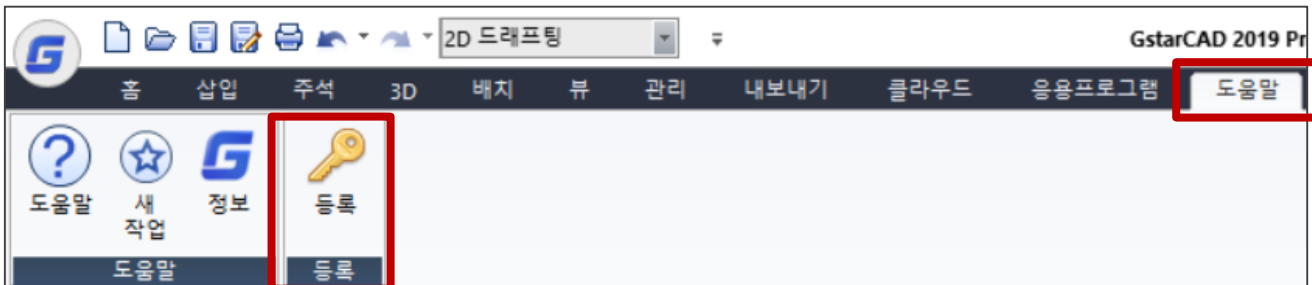 2D 드래프팅
GstarCAD 2019 Pr
홈 삽입 주석 3D 배치 뷰 관리 내보내기 클라우드 응용프로그램 도움말
도움말 새 작업 정보 등록
도움말 등록